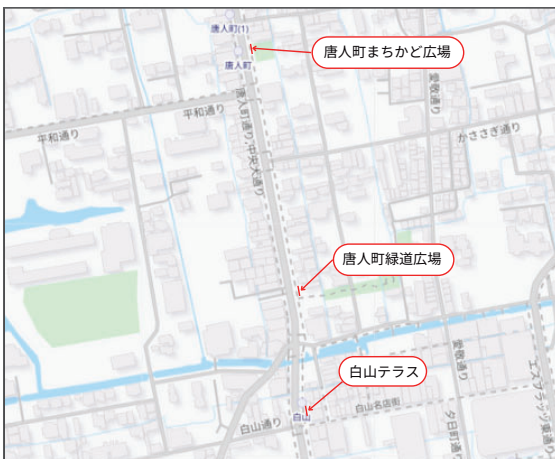 唐人町(1)
唐人町まちかど広場
唐人町
愛敬通り
平和通り
平和通り
唐人町通り;中央大通り
かささぎ通り
唐人町緑道広場
白山テラス
愛敬通り
エスプラッツ東通り
白山名店街
白山
白山通り
夕日町通り